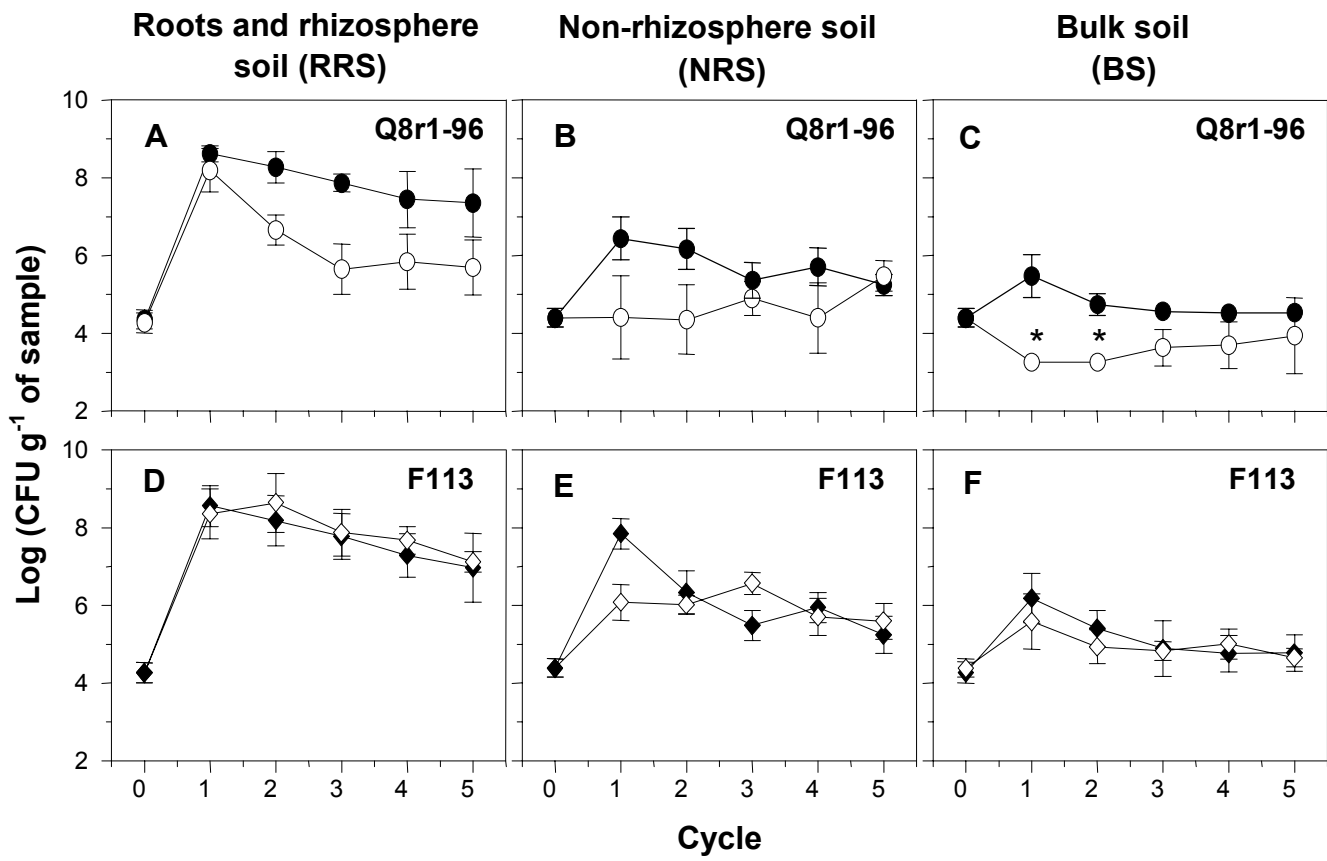 Roots and rhizosphere
soil (RRS)
Non-rhizosphere soil
(NRS)
Bulk soil
(BS)
Log (CFU g⁻¹ of sample)
10
8
6
4
2
A
Q8r1-96
B
Q8r1-96
C
Q8r1-96
*
*
10
8
6
4
2
D
F113
E
F113
F
F113
0 1 2 3 4 5
0 1 2 3 4 5
0 1 2 3 4 5
Cycle